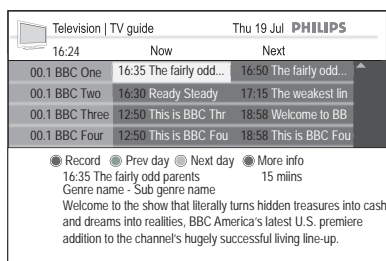 Television | TV guide Thu 19 Jul PHILIPS
16:24 Now Next
00.1 BBC One 16:35 The fairly odd... 16:50 The fairly odd...
00.1 BBC Two 16:30 Ready Steady 17:15 The weakest lin
00.1 BBC Three 12:50 This is BBC Thr 18:58 Welcome to BB
00.1 BBC Four 12:50 This is BBC Fou 18:58 This is BBC Fou
Record Prev day Next day More info
16:35 The fairly odd parents 15 miins
Genre name - Sub genre name
Welcome to the show that literally turns hidden treasures into cash
and dreams into realities, BBC America's latest U.S. premiere
addition to the channel's hugely successful living line-up.